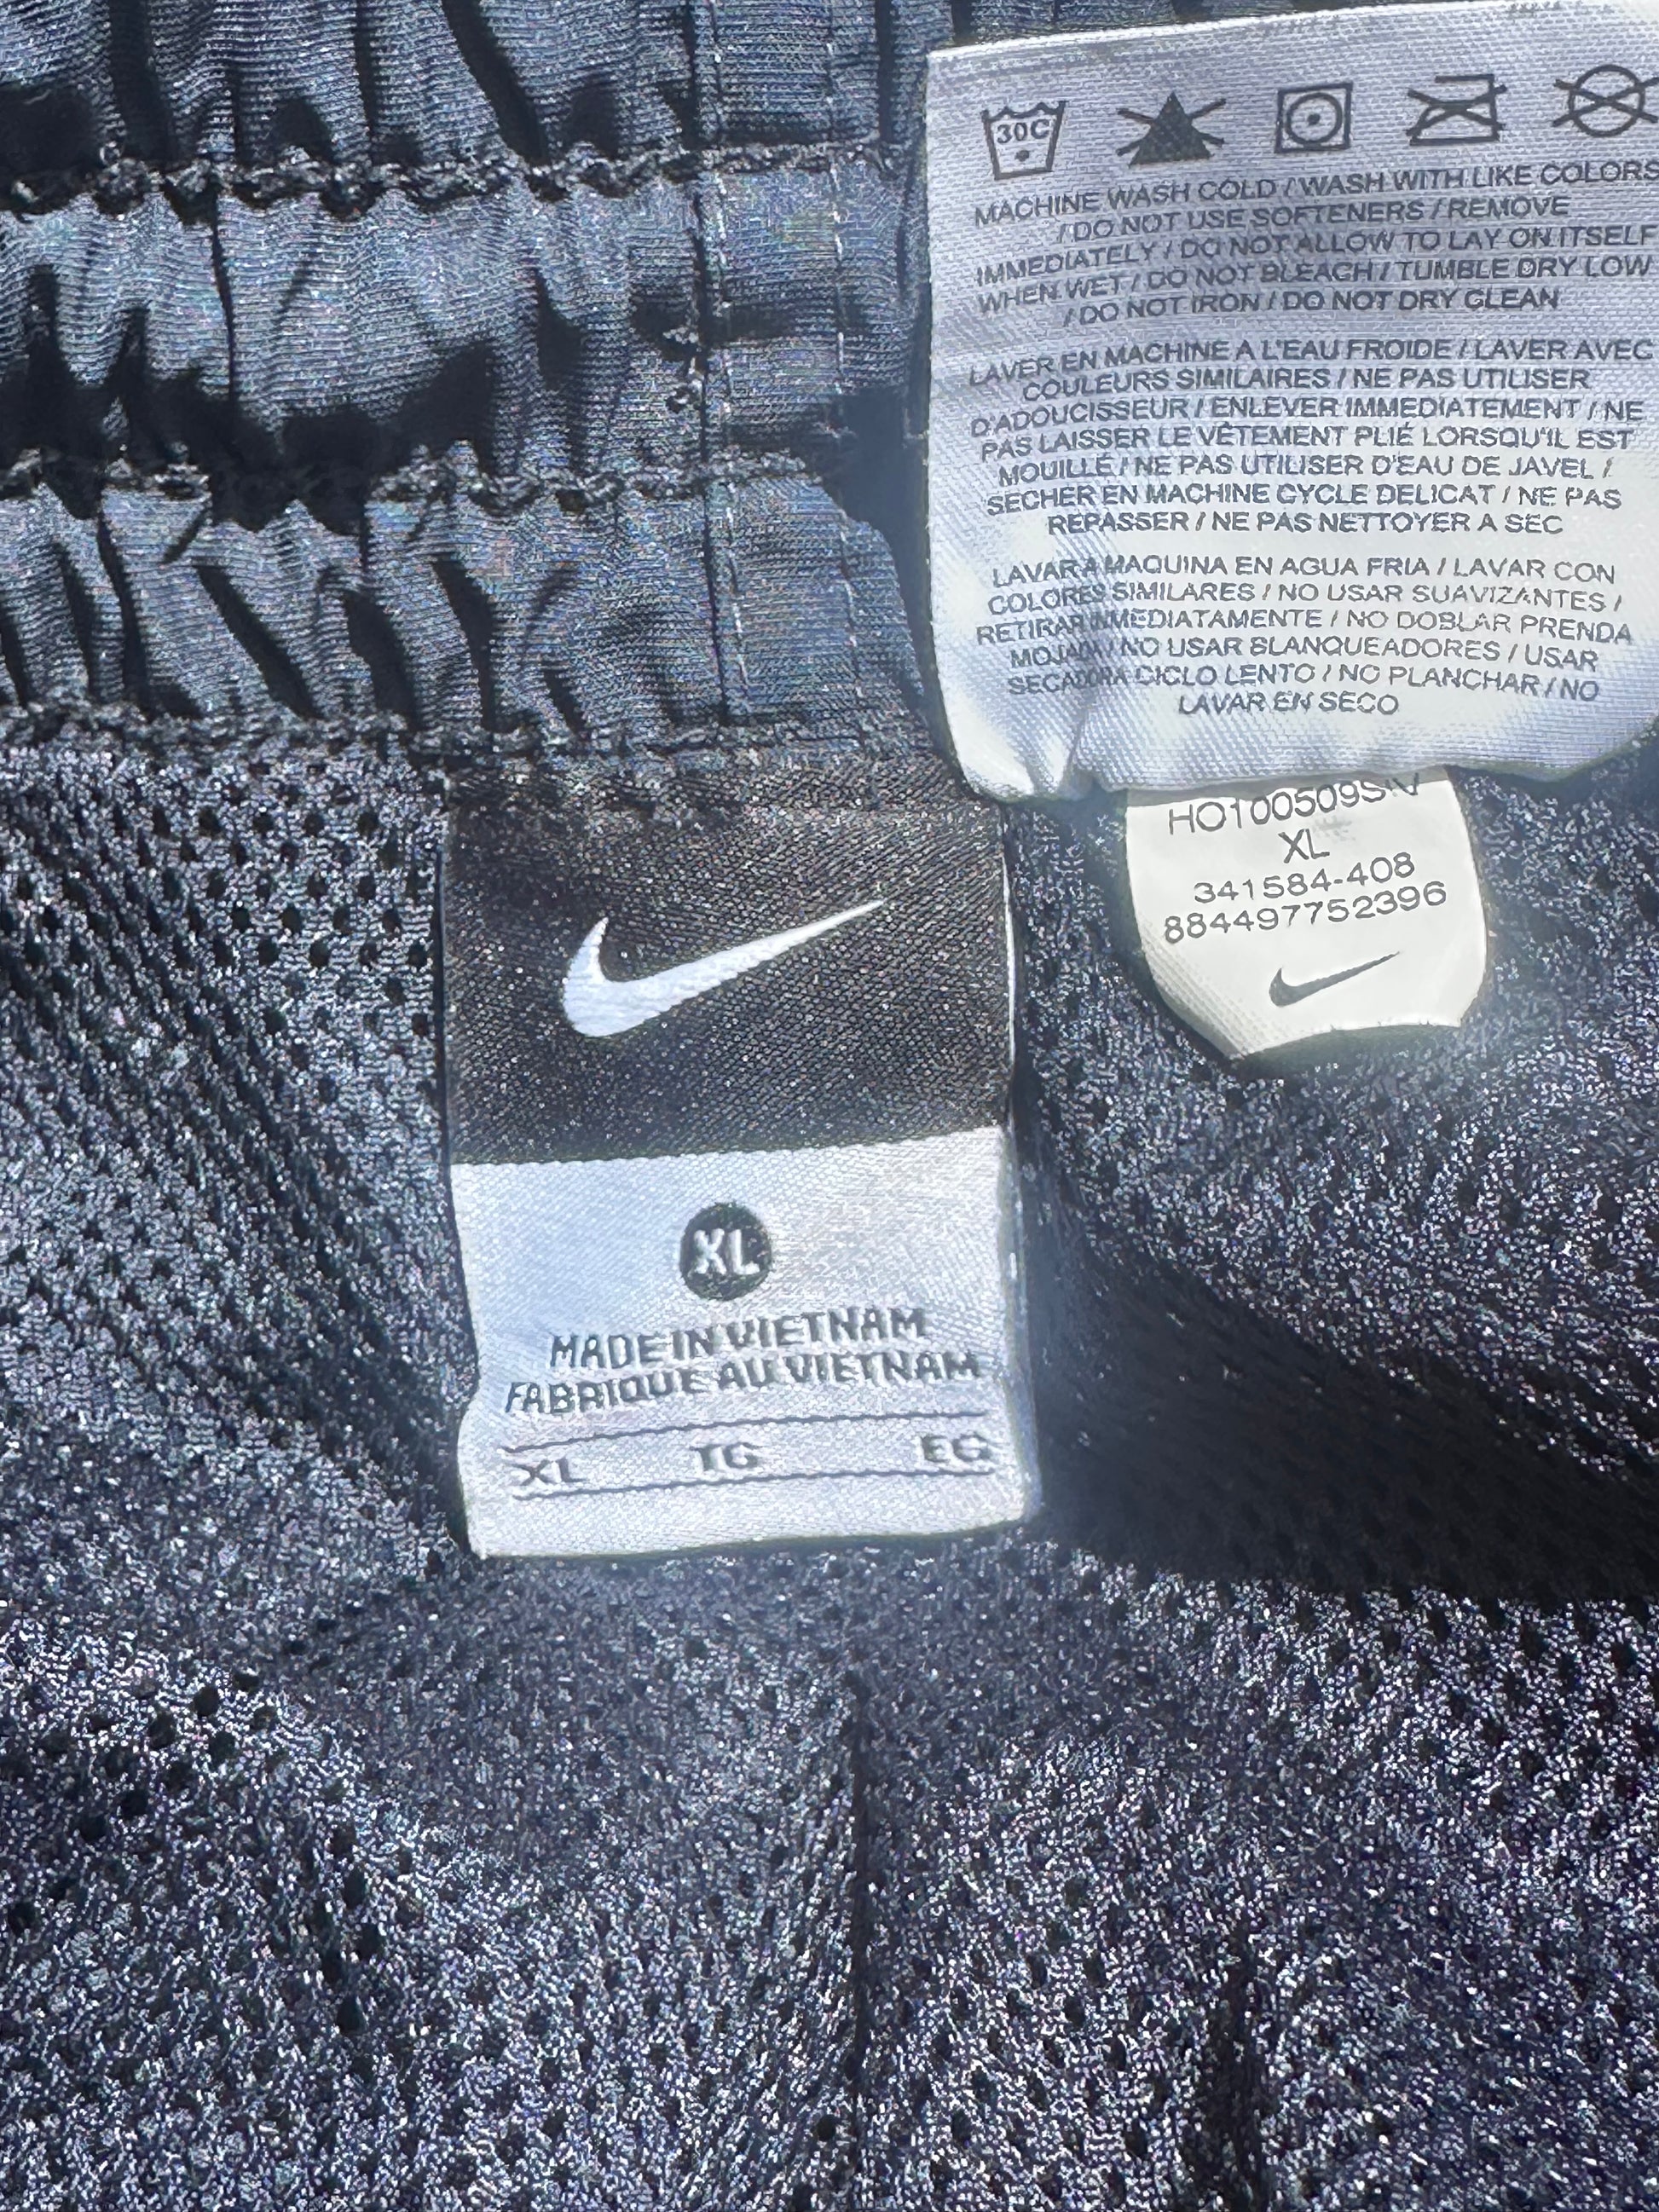 30C
MACHINE WASH COLD / WASH WITH LIKE COLORS
/ DO NOT USE SOFTENERS / REMOVE
IMMEDIATELY / DO NOT ALLOW TO LAY ON ITSELF
WHEN WET / DO NOT BLEACH / TUMBLE DRY LOW
/ DO NOT IRON / DO NOT DRY CLEAN
LAVER EN MACHINE A L'EAU FROIDE / LAVER AVEC
COULEURS SIMILAIRES / NE PAS UTILISER
D'ADOUCISSEUR / ENLEVER IMMEDIATEMENT / NE
PAS LAISSER LE VÊTEMENT PLIÉ LORSQU'IL EST
MOUILLÉ / NE PAS UTILISER D'EAU DE JAVEL /
SECHER EN MACHINE CYCLE DELICAT / NE PAS
REPASSER / NE PAS NETTOYER A SEC
LAVAR A MAQUINA EN AGUA FRIA / LAVAR CON
COLORES SIMILARES / NO USAR SUAVIZANTES /
RETIRAR INMEDIATAMENTE / NO DOBLAR PRENDA
MOJADA / NO USAR BLANQUEADORES / USAR
SECADORA CICLO LENTO / NO PLANCHAR / NO
LAVAR EN SECO
XL
341584-408
884497752396
XL
MADE IN VIETNAM
FABRIQUE AU VIETNAM
XL TG EG